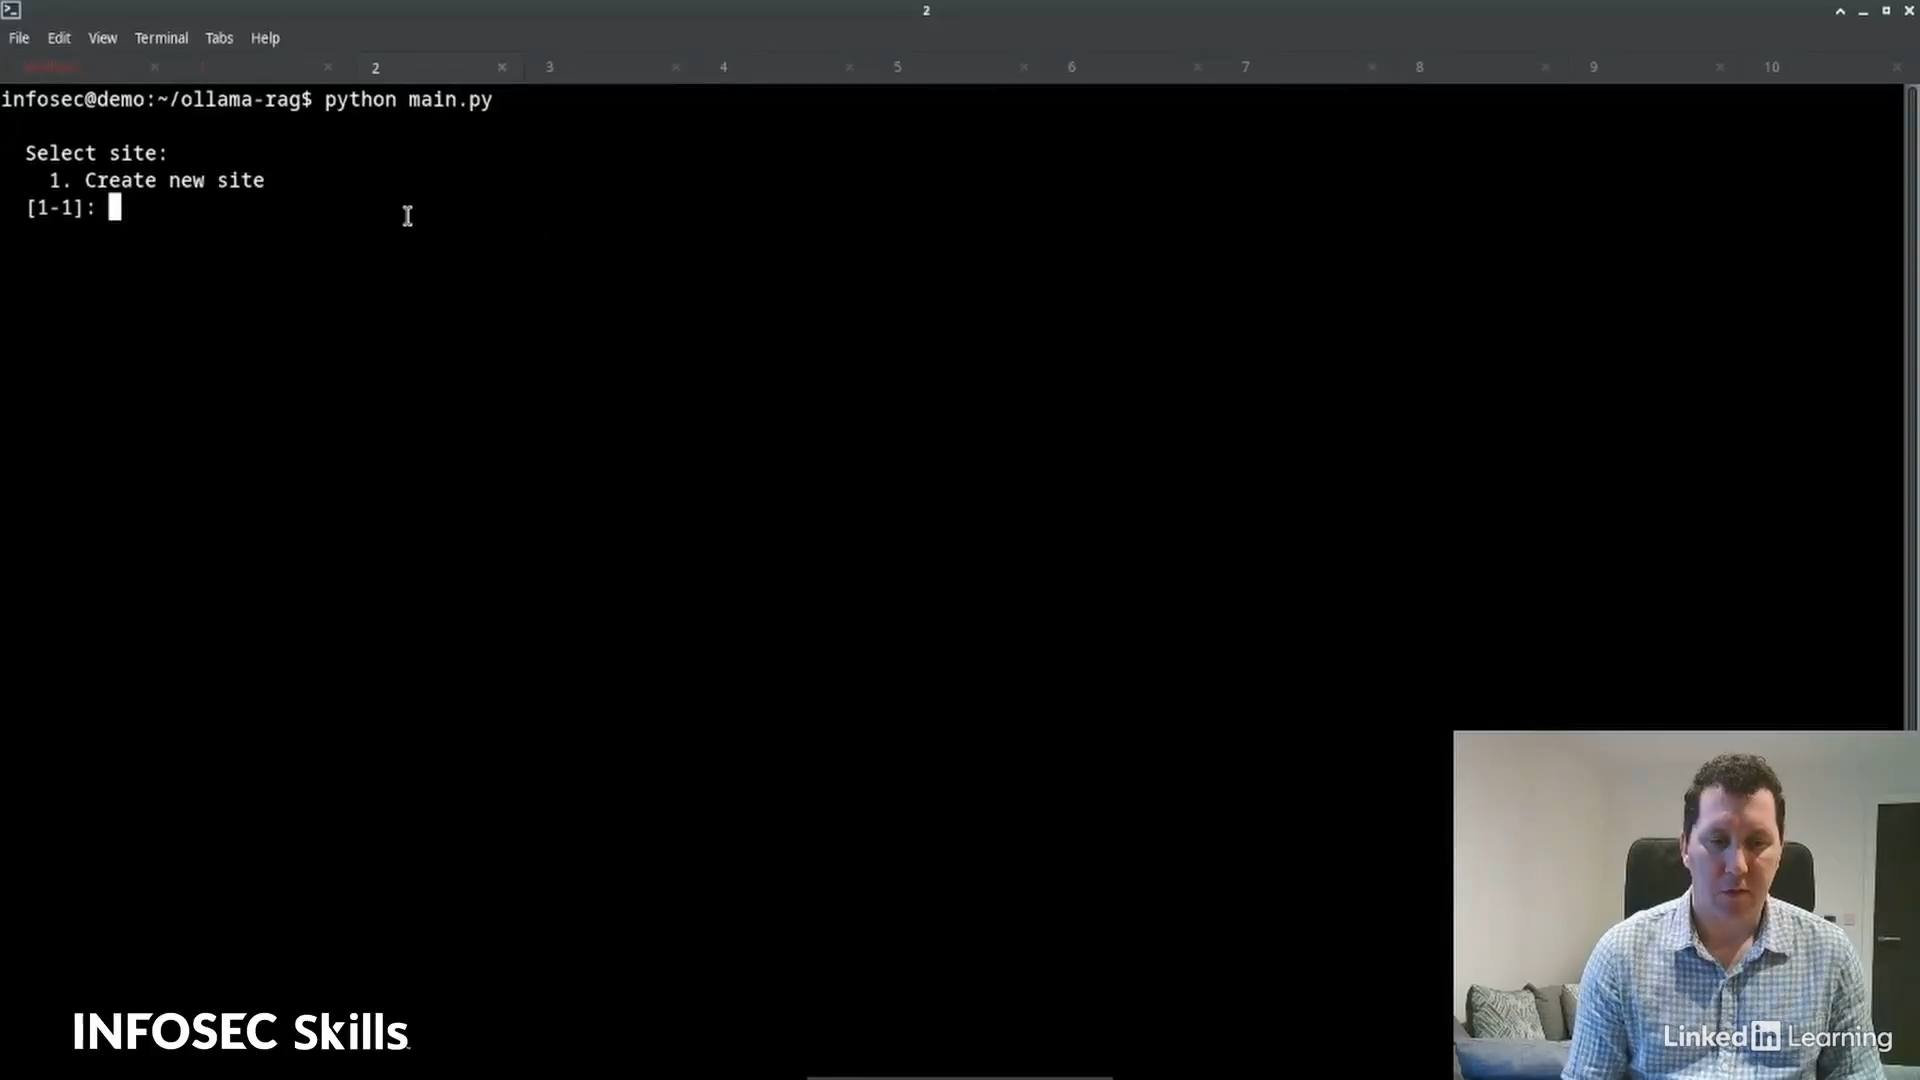 2
File Edit View Terminal Tabs Help
2 3 4 5 6 7 8 9 10
infosec@demo:~/ollama-rag$ python main.py
Select site:
1. Create new site
[1-1]:
INFOSEC Skills
Linked in Learning